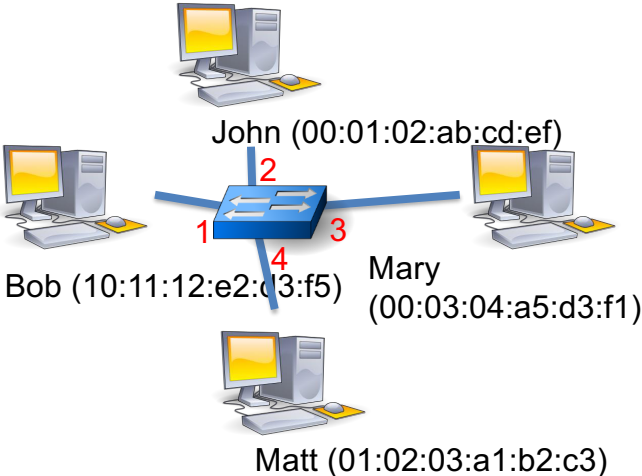 John (00:01:02:ab:cd:ef)
2
1
3
4
Bob (10:11:12:e2:d3:f5)
Mary
(00:03:04:a5:d3:f1)
Matt (01:02:03:a1:b2:c3)